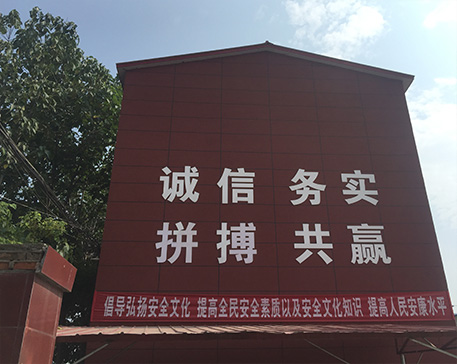 诚信 务实
拼搏 共赢
倡导弘扬安全文化 提高全民安全素质以及安全文化知识 提高人民安康水平